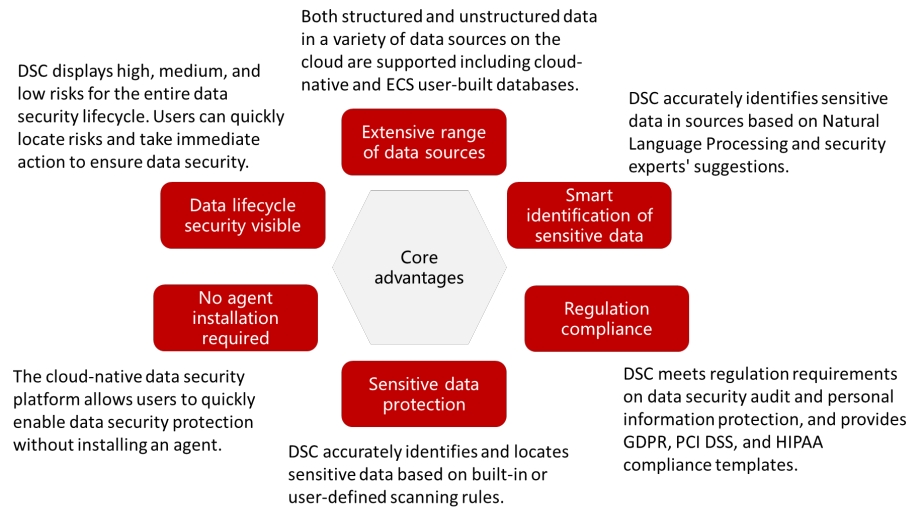 Both structured and unstructured data
in a variety of data sources on the
cloud are supported including cloud-
native and ECS user-built databases.
DSC displays high, medium, and
low risks for the entire data
security lifecycle. Users can quickly
locate risks and take immediate
action to ensure data security.
DSC accurately identifies sensitive
data in sources based on Natural
Language Processing and security
experts' suggestions.
Extensive range
of data sources
Data lifecycle
security visible
Smart
identification of
sensitive data
Core
advantages
No agent
installation
required
Regulation
compliance
Sensitive data
protection
The cloud-native data security
platform allows users to quickly
enable data security protection
without installing an agent.
DSC meets regulation requirements
on data security audit and personal
information protection, and provides
GDPR, PCI DSS, and HIPAA
compliance templates.
DSC accurately identifies and locates
sensitive data based on built-in or
user-defined scanning rules.